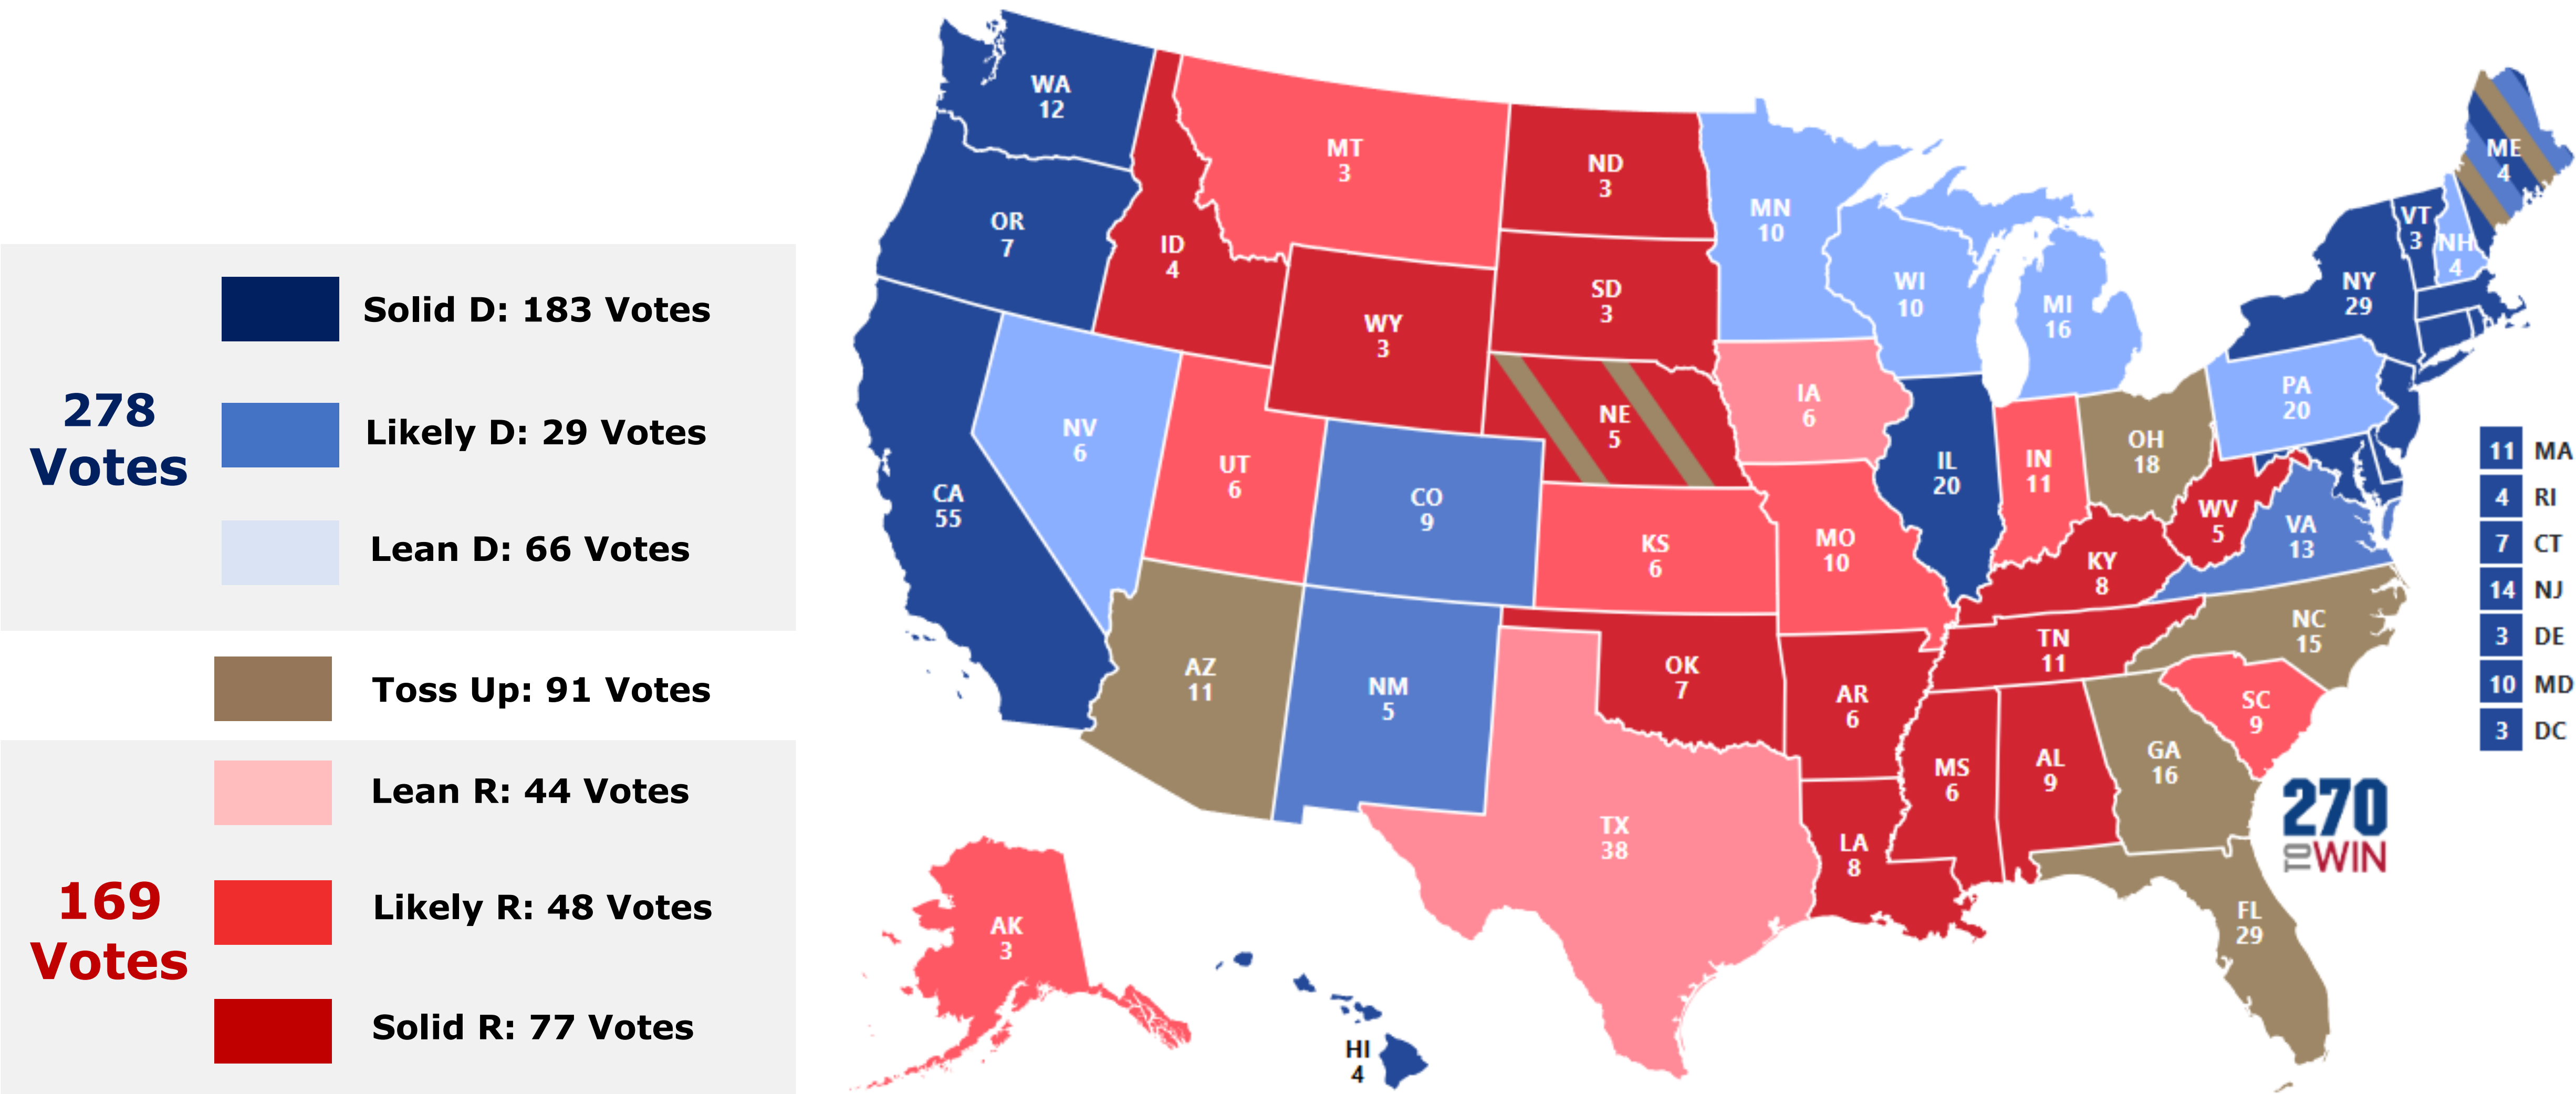 278
Votes
Solid D: 183 Votes
Likely D: 29 Votes
Lean D: 66 Votes
Toss Up: 91 Votes
169
Votes
Lean R: 44 Votes
Likely R: 48 Votes
Solid R: 77 Votes
WA
12
OR
7
CA
55
NV
6
ID
4
MT
3
WY
3
UT
6
AZ
11
CO
9
NM
5
ND
3
SD
3
NE
5
KS
6
OK
7
TX
38
MN
10
IA
6
MO
10
AR
6
LA
8
WI
10
IL
20
MI
16
IN
11
OH
18
KY
8
TN
11
MS
6
AL
9
GA
16
FL
29
SC
9
NC
15
VA
13
WV
5
PA
20
NY
29
VT
3
NH
4
ME
4
AK
3
HI
4
11 MA
4 RI
7 CT
14 NJ
3 DE
10 MD
3 DC
270
TO WIN